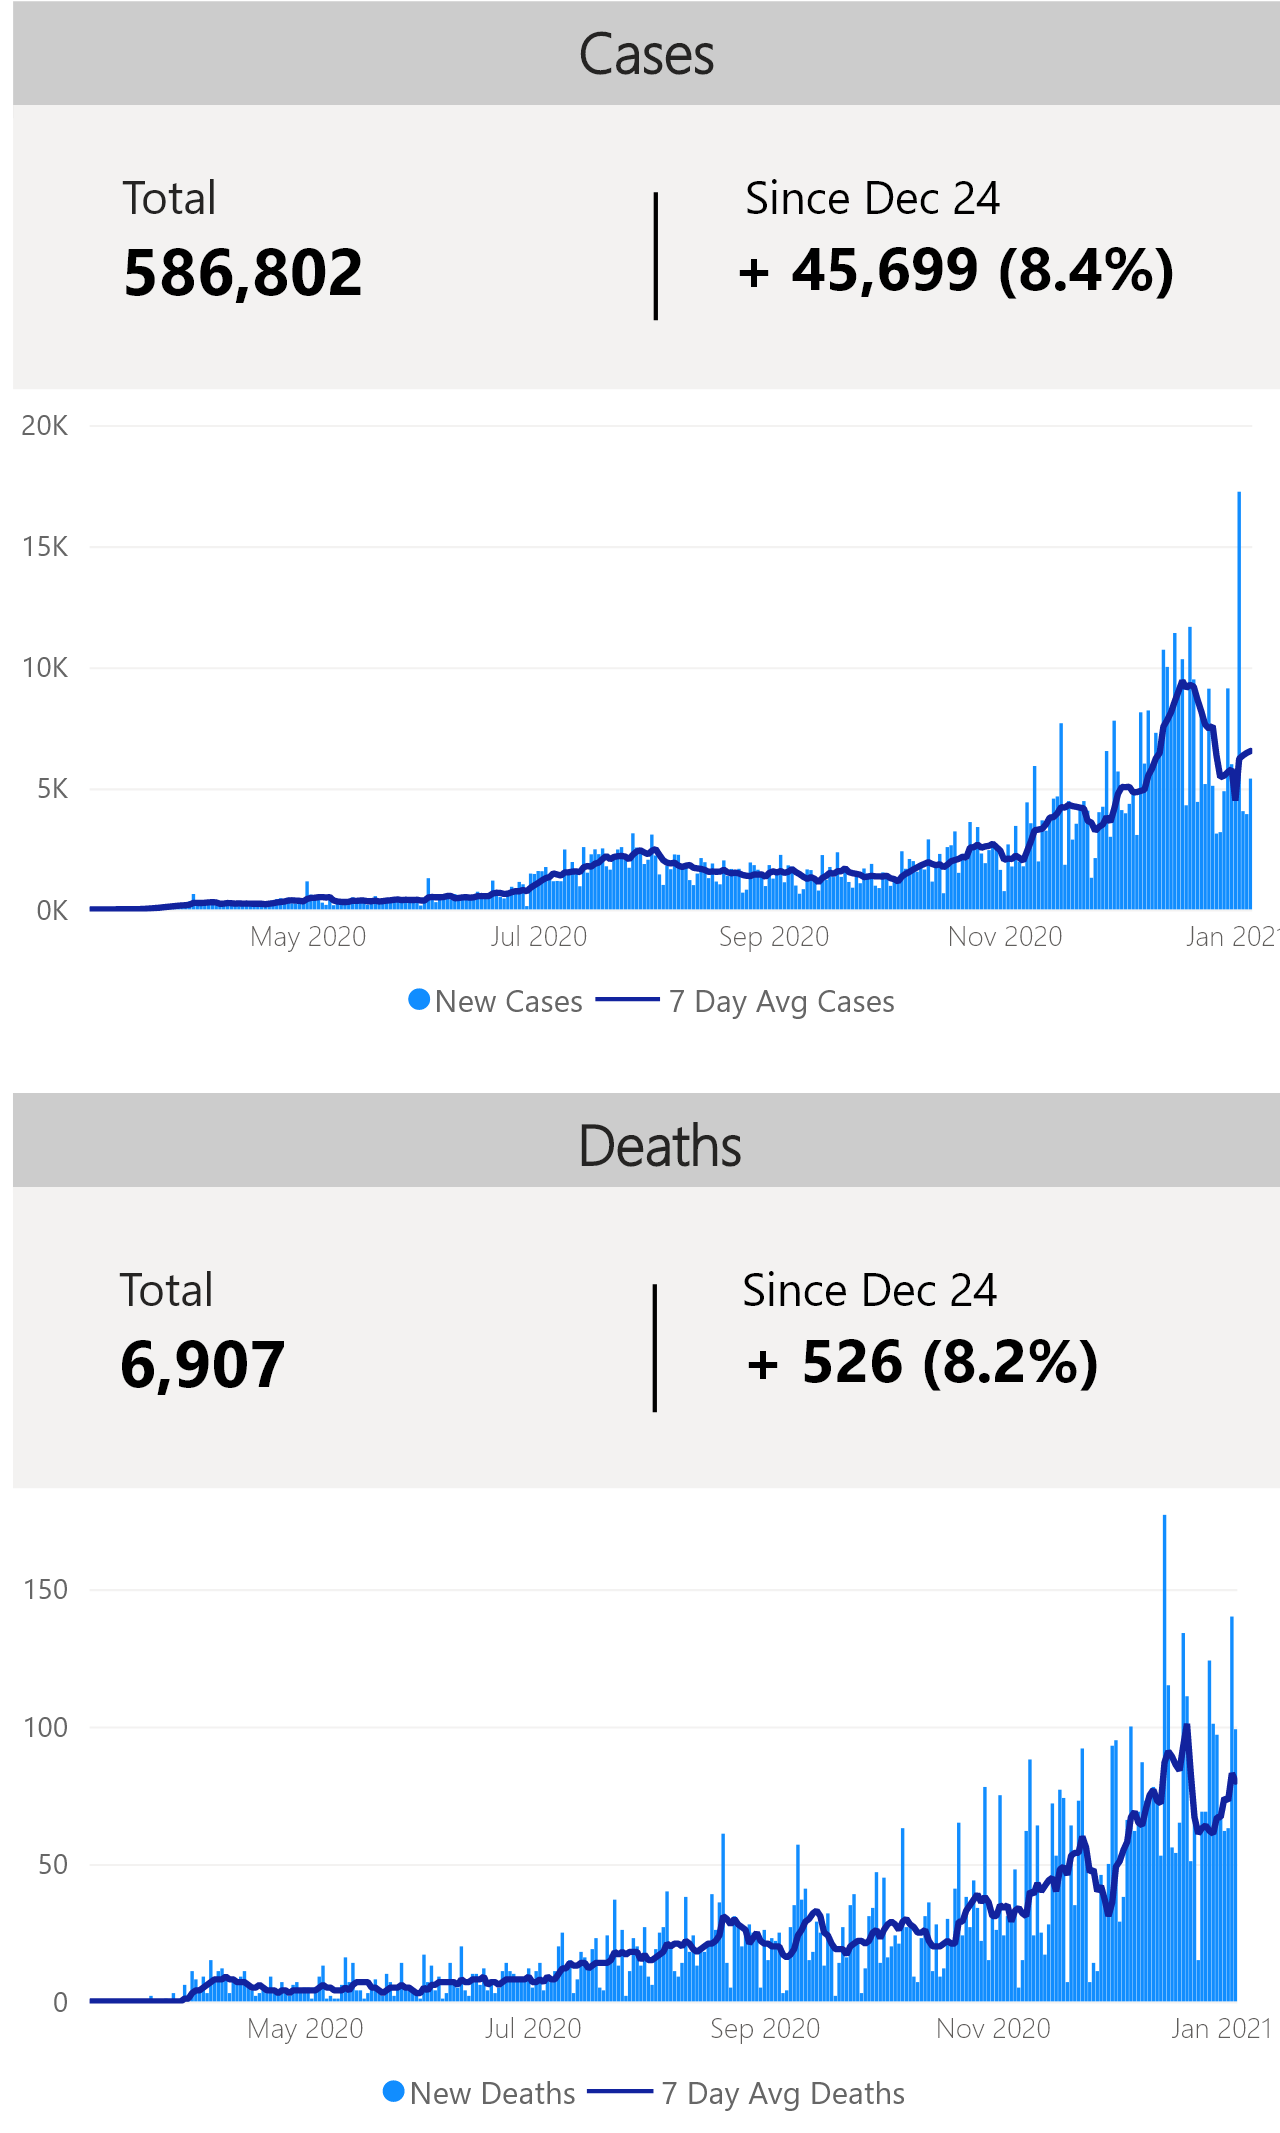 Cases
Total
Since Dec 24
586,802
+ 45,699 (8.4%)
20K
15K
10K
5K
0K
May 2020
Jul 2020
Sep 2020
Nov 2020
Jan 2021
New Cases
7 Day Avg Cases
Deaths
Total
Since Dec 24
6,907
+ 526 (8.2%)
150
100
50
0
May 2020
Jul 2020
Sep 2020
Nov 2020
Jan 2021
New Deaths
7 Day Avg Deaths